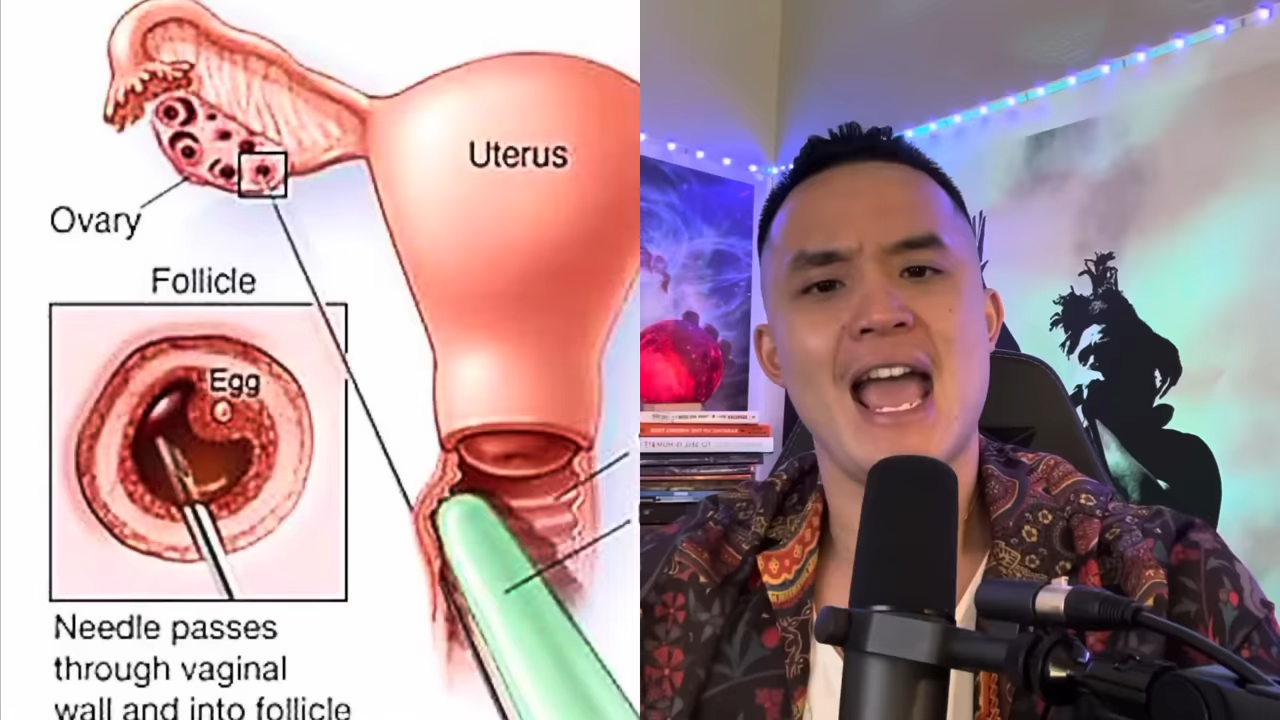 Uterus
Ovary
Follicle
Egg
Needle passes
through vaginal
wall and into follicle